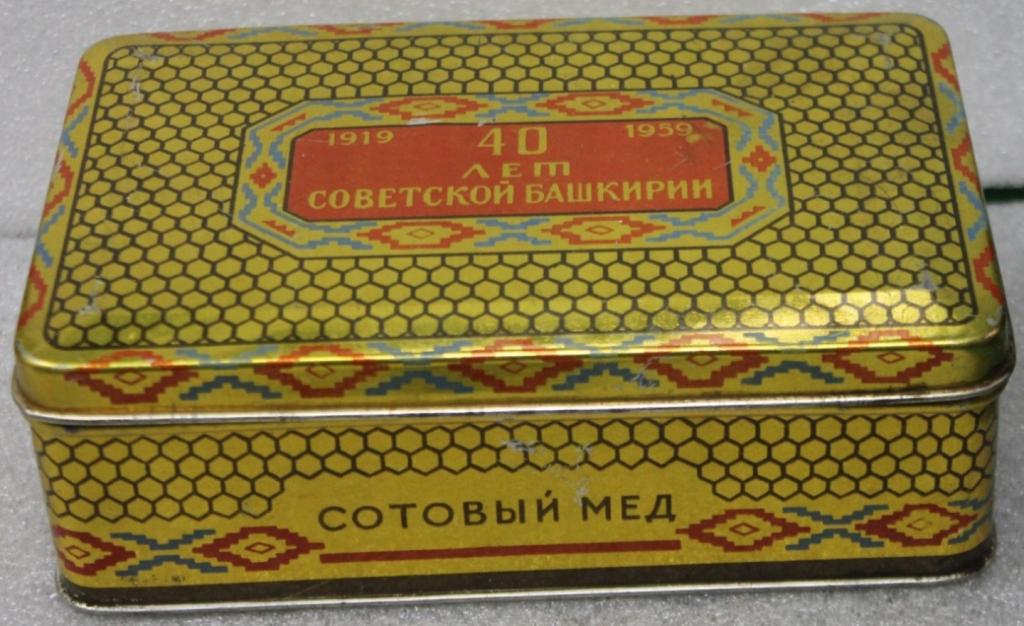 1919 40 1959
ЛЕТ
СОВЕТСКОЙ БАШКИРИИ
СОТОВЫЙ МЕД